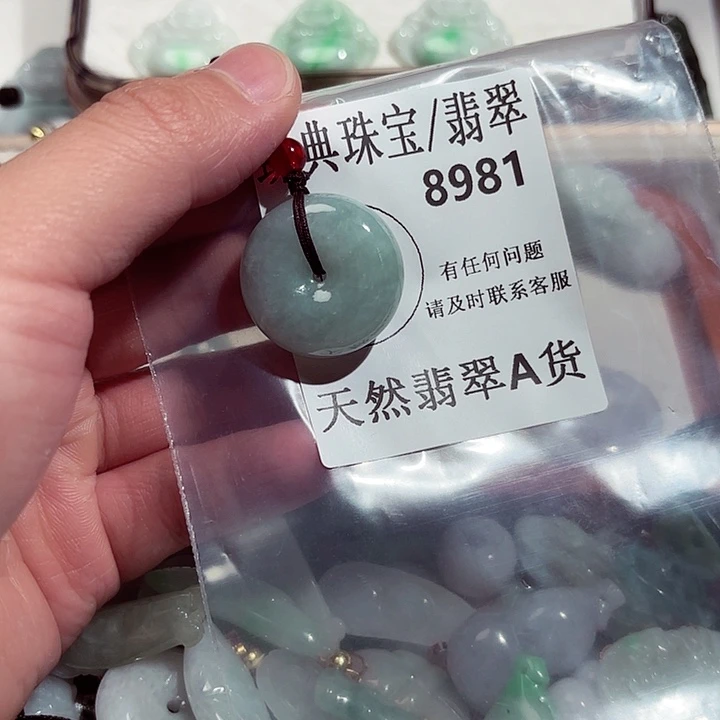 典珠宝/翡翠
8981
有任何问题
请及时联系客服
天然翡翠A货